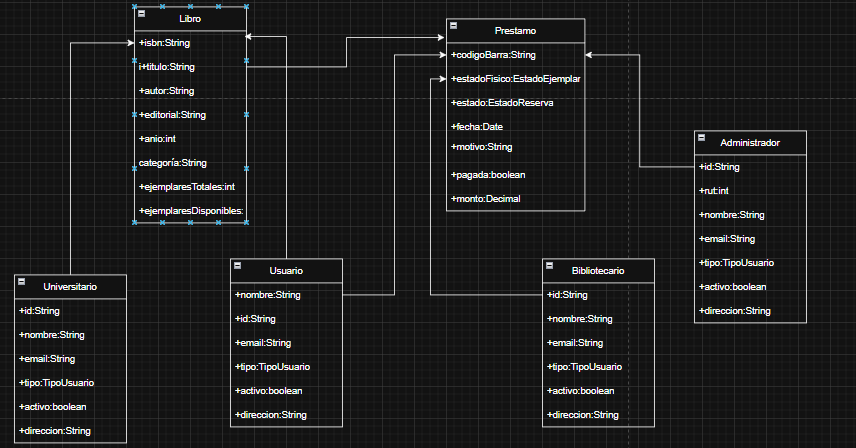 Libro
+isbn:String
i+titulo:String
+autor:String
+editorial:String
+anio:int
categoría:String
+ejemplaresTotales:int
+ejemplaresDisponibles:
Prestamo
+codigoBarra:String
+estadoFisico:EstadoEjemplar
+estado:EstadoReserva
+fecha:Date
+motivo:String
+pagada:boolean
+monto:Decimal
Administrador
+id:String
+rut:int
+nombre:String
+email:String
+tipo:TipoUsuario
+activo:boolean
+direccion:String
Universitario
+id:String
+nombre:String
+email:String
+tipo:TipoUsuario
+activo:boolean
+direccion:String
Usuario
+nombre:String
+id:String
+email:String
+tipo:TipoUsuario
+activo:boolean
+direccion:String
Bibliotecario
+id:String
+nombre:String
+email:String
+tipo:TipoUsuario
+activo:boolean
+direccion:String